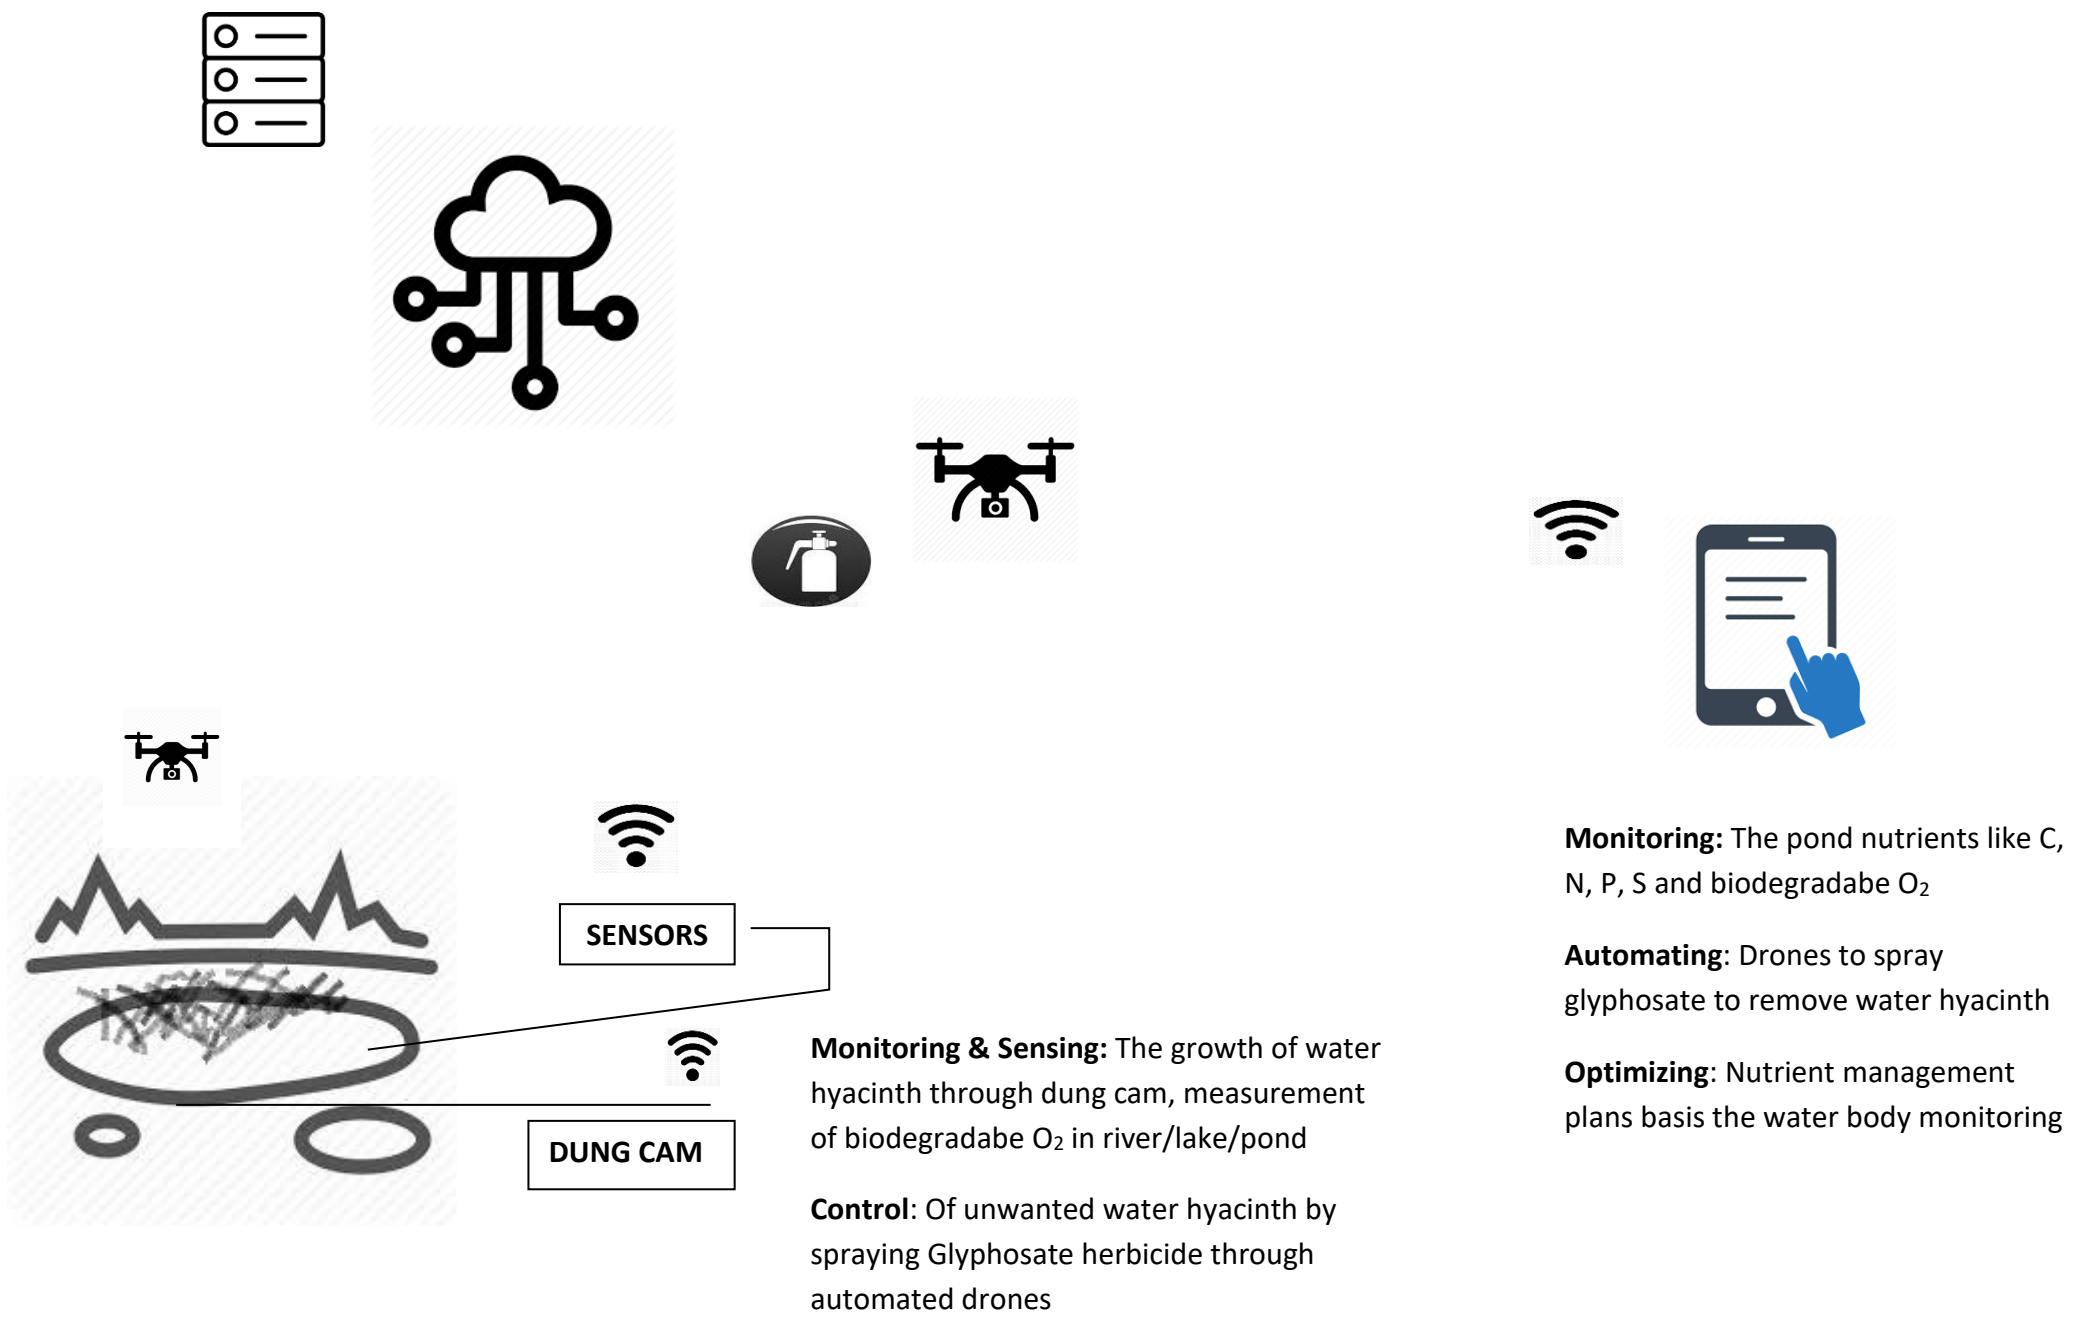 SENSORS
DUNG CAM
Monitoring & Sensing: The growth of water
hyacinth through dung cam, measurement
of biodegradabe O₂ in river/lake/pond
Control: Of unwanted water hyacinth by
spraying Glyphosate herbicide through
automated drones
Monitoring: The pond nutrients like C,
N, P, S and biodegradabe O₂
Automating: Drones to spray
glyphosate to remove water hyacinth
Optimizing: Nutrient management
plans basis the water body monitoring